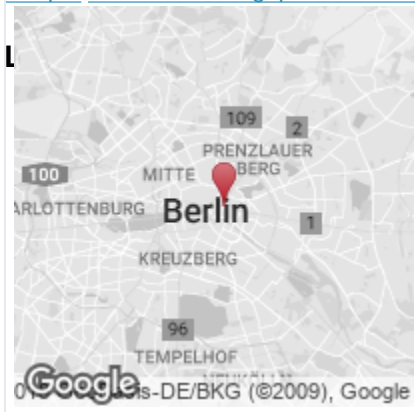 109
2
PRENZLAUER
BERG
100
MITTE
ARLOTTENBURG
Berlin
1
KREUZBERG
96
TEMPELHOF
Google
-DE/BKG (©2009), Google